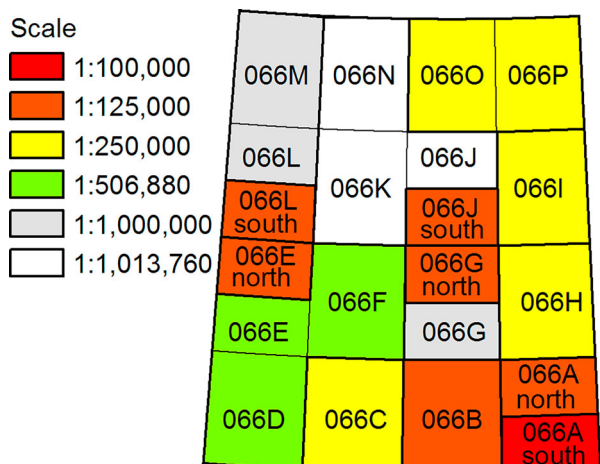 Scale
1:100,000
1:125,000
1:250,000
1:506,880
1:1,000,000
1:1,013,760
066M
066N
066O
066P
066L
066K
066J
066I
066L
south
066J
south
066E
north
066F
066G
north
066H
066E
066G
066D
066C
066B
066A
north
066A
south